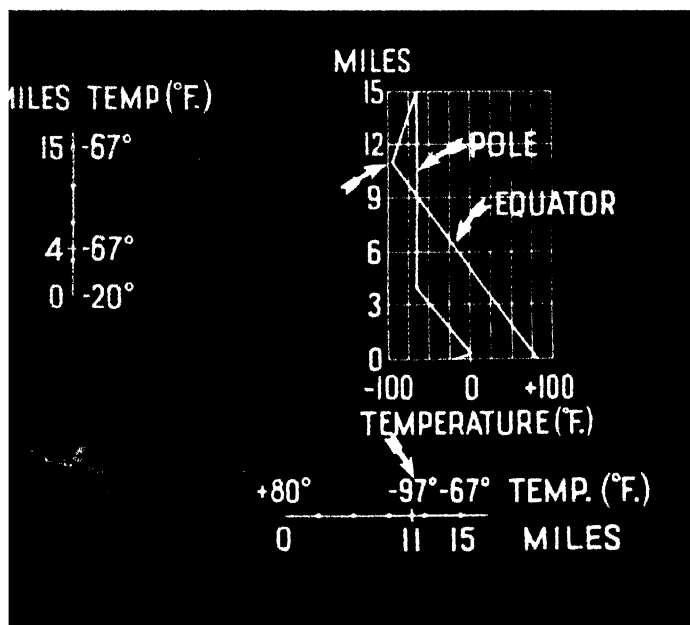 MILES TEMP (°F.)
15 -67°
4 -67°
0 -20°
MILES
15
12
9
6
3
0
POLE
EQUATOR
-100 0 +100
TEMPERATURE (°F.)
+80° -97° -67° TEMP. (°F.)
0 11 15 MILES